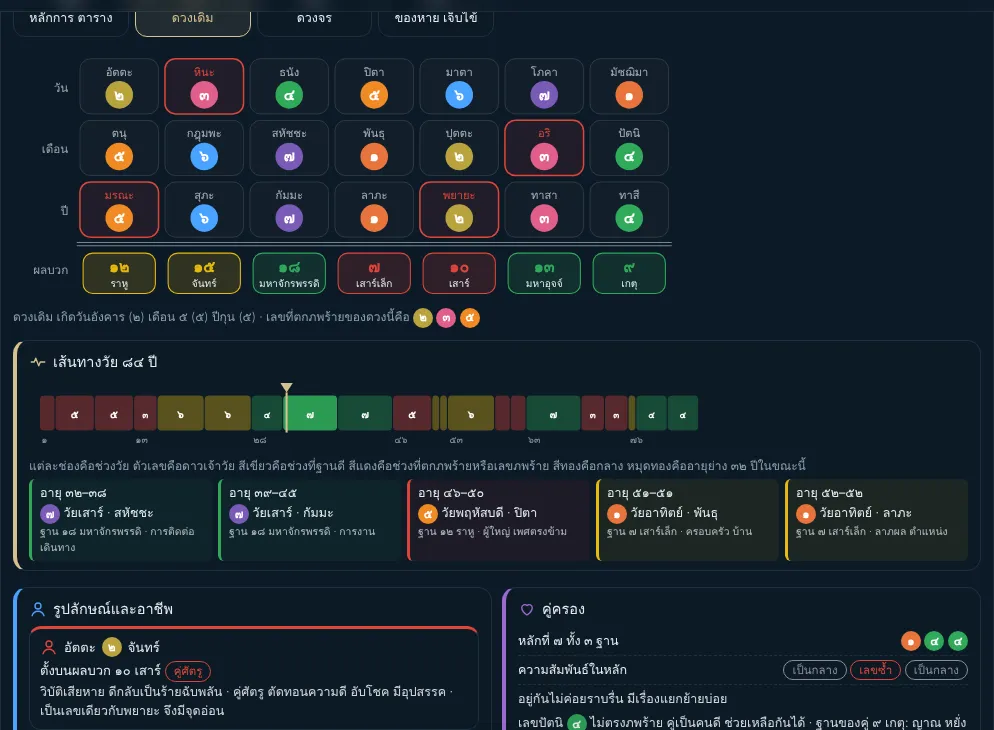 หลักการ ตาราง ดวงเดิม ดวงจร ของหาย เจ็บไข้
อัตตะ หินะ ธนัง ปิตา มาตา โภคา มัชฌิมา
วัน ๒ ๓ ๔ ๕ ๖ ๗ ๑
ตนุ กฎุมพะ สหัชชะ พันธุ ปุตตะ อริ ปัตนิ
เดือน ๕ ๖ ๗ ๑ ๒ ๓ ๔
มรณะ สุภะ กัมมะ ลาภะ พยายะ ทาสา ทาสี
ปี ๕ ๖ ๗ ๑ ๒ ๓ ๔
ผลบวก ๑๒ ๑๕ ๑๘ ๗ ๑๐ ๑๓ ๙
ราหู จันทร์ มหาจักรพรรดิ เสาร์เล็ก เสาร์ มหาอุจจ์ เกตุ
ดวงเดิม เกิดวันอังคาร (๒) เดือน ๕ (๕) ปีกุน (๕) · เลขที่ตกภพร้ายของดวงนี้คือ ๒ ๓ ๕
เส้นทางวัย ๘๔ ปี
๕ ๕ ๓ ๖ ๖ ๔ ๗ ๗ ๕ ๖ ๗ ๓ ๓ ๔ ๔
๑ ๑๓ ๒๘ ๔๖ ๕๓ ๖๓ ๗๖
แต่ละช่องคือช่วงวัย ตัวเลขคือดาวเจ้าวัย สีเขียวคือช่วงที่ฐานดี สีแดงคือช่วงที่ตกภพร้ายหรือเลขภพร้าย สีทองคือกลาง หมุดทองคืออายุย่าง ๓๒ ปีในขณะนี้
อายุ ๓๒–๓๘
๗ วัยเสาร์ · สหัชชะ
ฐาน ๑๘ มหาจักรพรรดิ · การติดต่อ
เดินทาง
อายุ ๓๙–๔๕
๗ วัยเสาร์ · กัมมะ
ฐาน ๑๘ มหาจักรพรรดิ · การงาน
อายุ ๔๖–๕๐
๕ วัยพฤหัสบดี · ปิตา
ฐาน ๑๒ ราหู · ผู้ใหญ่ เพศตรงข้าม
อายุ ๕๑–๕๑
๑ วัยอาทิตย์ · พันธุ
ฐาน ๗ เสาร์เล็ก · ครอบครัว บ้าน
อายุ ๕๒–๕๒
๑ วัยอาทิตย์ · ลาภะ
ฐาน ๗ เสาร์เล็ก · ลาภผล ตำแหน่ง
รูปลักษณ์และอาชีพ
อัตตะ ๒ จันทร์
ตั้งบนผลบวก ๑๐ เสาร์ คู่ศัตรู
วิบัติเสียหาย ดีกลับเป็นร้ายฉับพลัน · คู่ศัตรู ตัดทอนความดี อับโชค มีอุปสรรค ·
เป็นเลขเดียวกับพยายะ จึงมีจุดอ่อน
คู่ครอง
หลักที่ ๗ ทั้ง ๓ ฐาน ๑ ๔ ๔
ความสัมพันธ์ในหลัก เป็นกลาง เลขซ้ำ เป็นกลาง
อยู่กันไม่ค่อยราบรื่น มีเรื่องแยกย้ายบ่อย
เลขปัตนิ ๔ ไม่ตรงภพร้าย คู่เป็นคนดี ช่วยเหลือกันได้ · ฐานของคู่ ๙ เกตุ: ญาณ หยั่ง